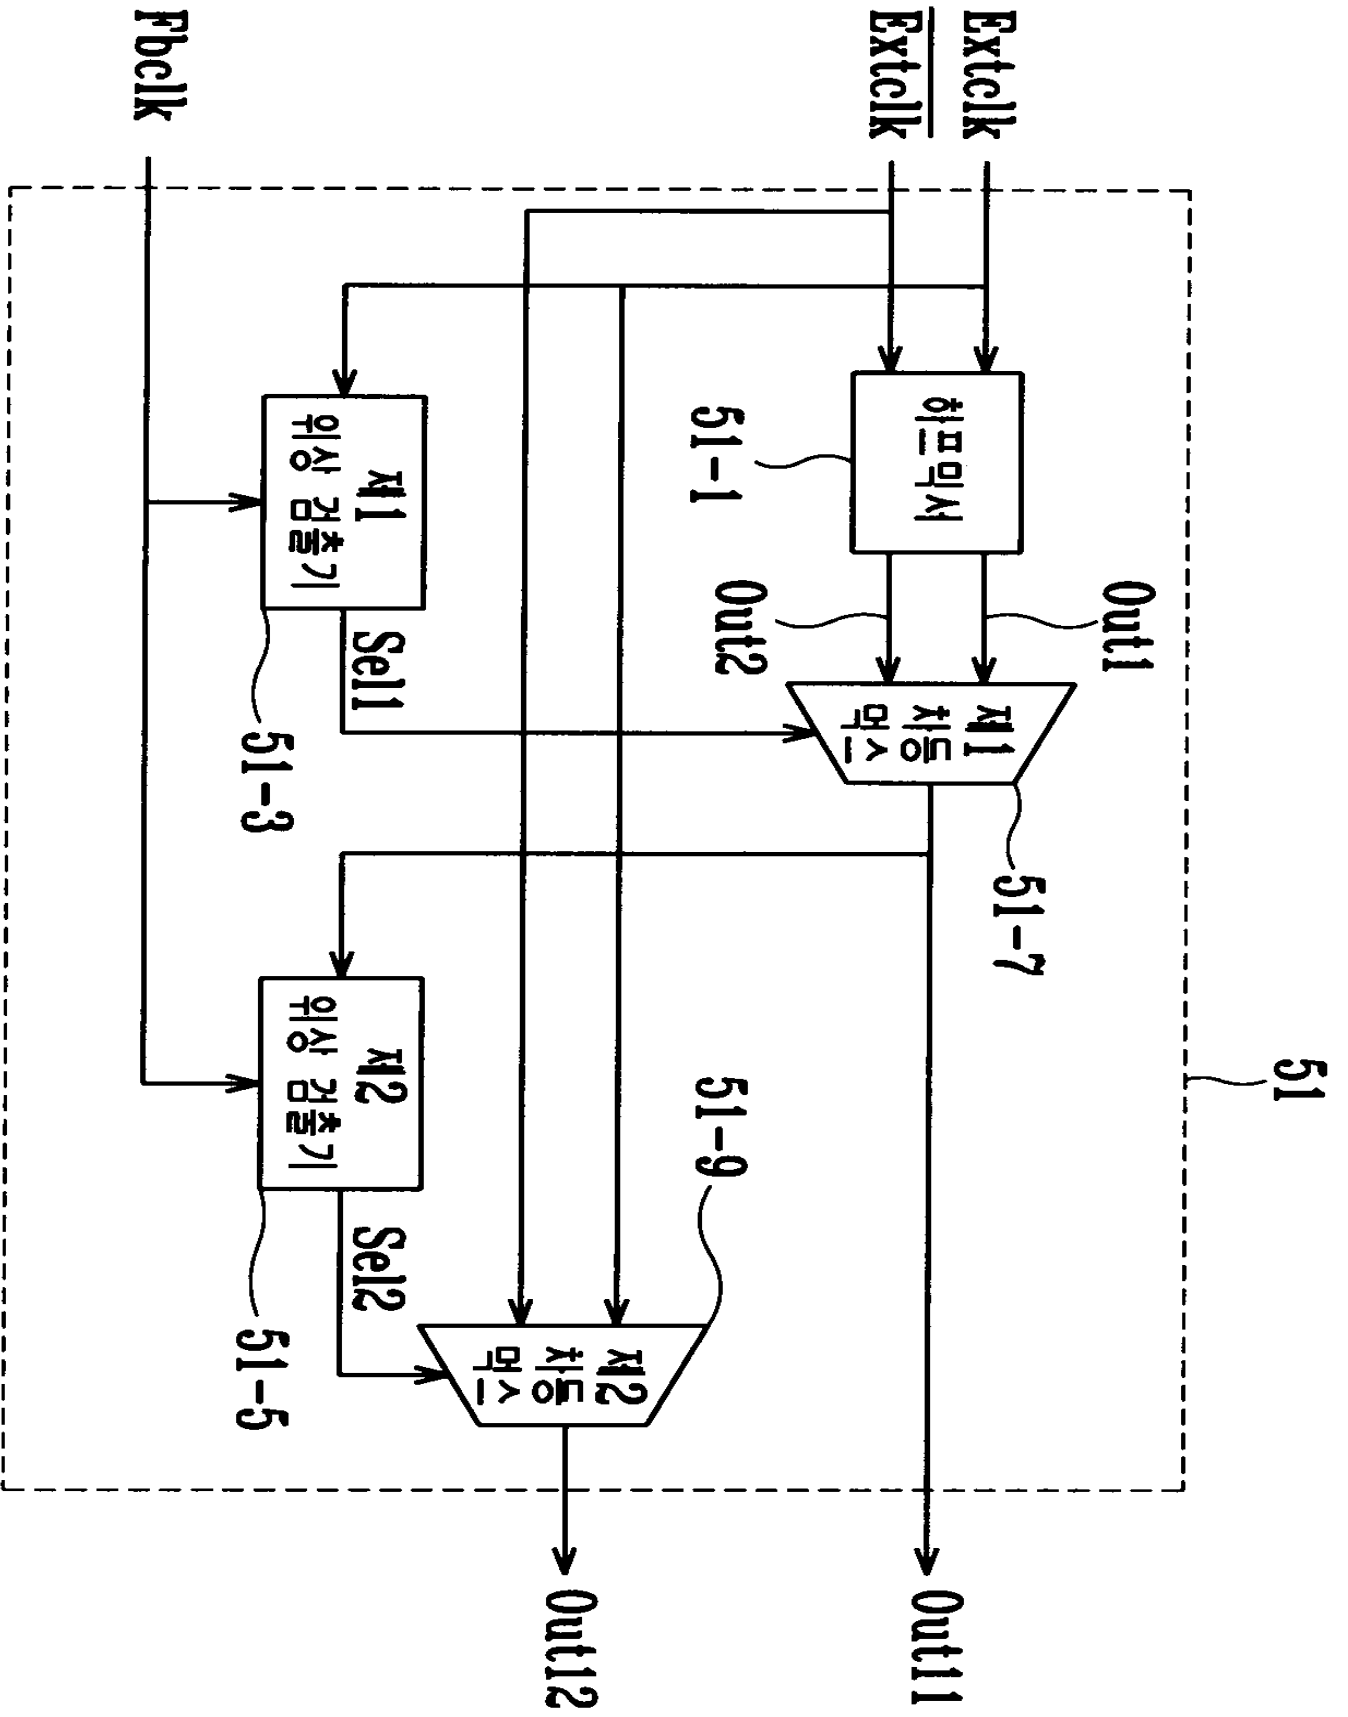 51
Out1
51-7
Extclk
Extclk
하프믹서
제1
차동
먹스
Out11
51-1
Out2
51-9
제2
차동
먹스
Out12
제1
위상 검출기
Sel1
제2
위상 검출기
Sel2
51-3
51-5
Fbclk